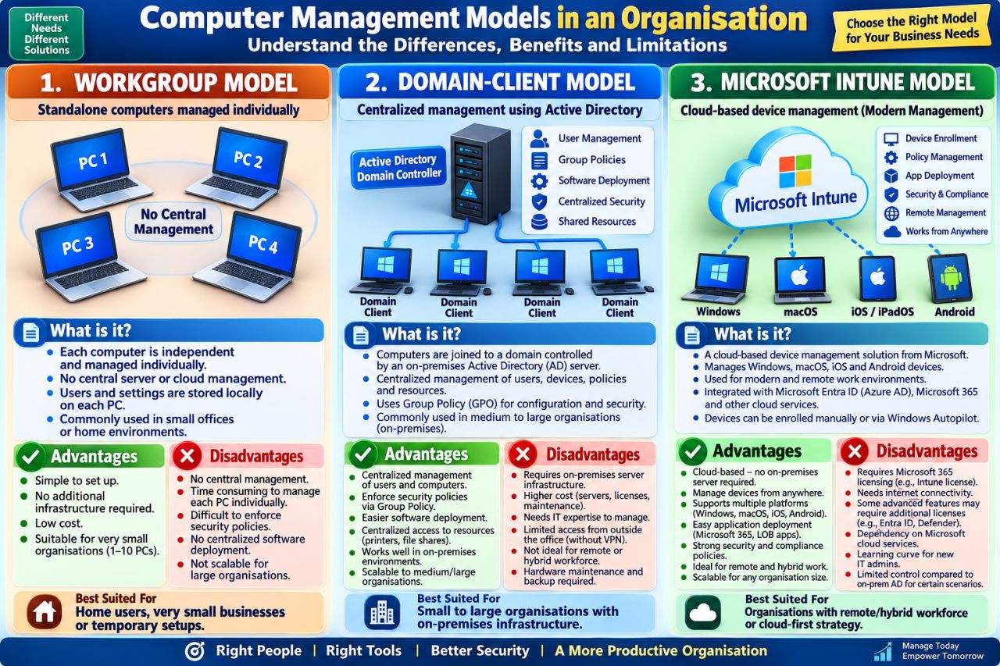 Different
Needs
Different
Solutions
Computer Management Models in an Organisation
Understand the Differences, Benefits and Limitations
Choose the Right Model
for Your Business Needs
1. WORKGROUP MODEL
Standalone computers managed individually
PC 1
PC 2
No Central
Management
PC 3
PC 4
What is it?
Each computer is independent
and managed individually.
No central server or cloud management.
Users and settings are stored locally
on each PC.
Commonly used in small offices
or home environments.
Advantages
Simple to set up.
No additional
infrastructure required.
Low cost.
Suitable for very small
organisations (1–10 PCs).
Disadvantages
No centtral management.
Time consuming to manage
each PC individually.
Difficult to enforce
security policies.
No centralized software
deployment.
Not scalable for
large organisations.
Best Suited For
Home users, very small businesses
or temporary setups.
2. DOMAIN-CLIENT MODEL
Centralized management using Active Directory
Active Directory
Domain Controller
User Management
Group Policies
Software Deployment
Centralized Security
Shared Resources
Domain
Client
Domain
Client
Domain
Client
Domain
Client
What is it?
Computers are joined to a domain controlled
by an on-premises Active Directory (AD) server.
Centralized management of users, devices, policies
and resources.
Uses Group Policy (GPO) for configuration and security.
Commonly used in medium to large organisations
(on-premises).
Advantages
Centralized management
of users and computers.
Enforce security policies
via Group Policy.
Easier software deployment.
Centralized access to resources
(printers, file shares).
Works well in on-premises
environments.
Scalable to medium/large
organisations.
Disadvantages
Requires on-premises server
infrastructure.
Higher cost (servers, licenses,
maintenance).
Needs IT expertise to manage.
Limited access from outside
the office (without VPN).
Not ideal for remote or
hybrid workforce.
Hardware maintenance and
backup required.
Best Suited For
Small to large organisations with
on-premises infrastructure.
3. MICROSOFT INTUNE MODEL
Cloud-based device management (Modern Management)
Microsoft Intune
Device Enrollment
Policy Management
App Deployment
Security & Compliance
Remote Management
Works from Anywhere
Windows
macOS
iOS / iPadOS
Android
What is it?
A cloud-based device management solution from Microsoft.
Manages Windows, macOS, iOS and Android devices.
Used for modern and remote work environments.
Integrated with Microsoft Entra ID (Azure AD), Microsoft 365
and other cloud services.
Devices can be enrolled manually or via Windows Autopilot.
Advantages
Cloud-based – no on-premises
server required.
Manage devices from anywhere.
Supports multiple platforms
(Windows, macOS, iOS, Android).
Easy application deployment
(Microsoft 365, LOB apps).
Strong security and compliance
policies.
Ideal for remote and hybrid work.
Scalable for any organisation size.
Disadvantages
Requires Microsoft 365
licensing (e.g., Intune license).
Needs internet connectivity.
Some advanced features may
require additional licenses
(e.g., Entra ID, Defender).
Dependency on Microsoft
cloud services.
Learning curve for new
IT admins.
Limited control compared to
on-prem AD for certain scenarios.
Best Suited For
Organisations with remote/hybrid workforce
or cloud-first strategy.
Right People | Right Tools | Better Security | A More Productive Organisation
Manage Today
Empower Tomorrow